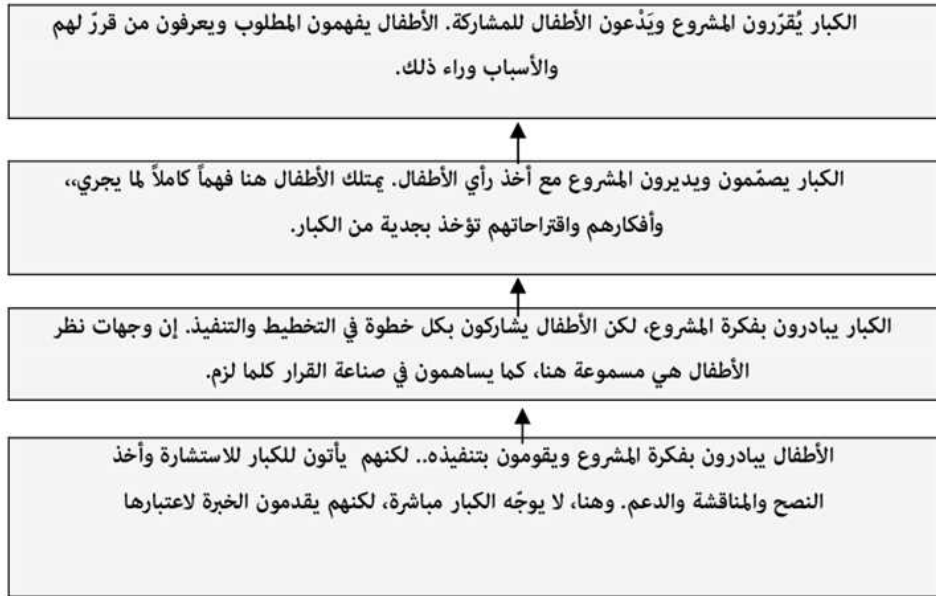 الكبار يُقرّرون المشروع ويَدْعون الأطفال للمشاركة. الأطفال يفهمون المطلوب ويعرفون من قررّ لهم
والأسباب وراء ذلك.
الكبار يصمّمون ويديرون المشروع مع أخذ رأي الأطفال. يمتلك الأطفال هنا فهماً كاملاً لما يجري،،
وأفكارهم واقتراحاتهم تؤخذ بجدية من الكبار.
الكبار يبادرون بفكرة المشروع، لكن الأطفال يشاركون بكل خطوة في التخطيط والتنفيذ. إن وجهات نظر
الأطفال هي مسموعة هنا، كما يساهمون في صناعة القرار كلما لزم.
الأطفال يبادرون بفكرة المشروع ويقومون بتنفيذه.. لكنهم يأتون للكبار للاستشارة وأخذ
النصح والمناقشة والدعم. وهنا، لا يوجّه الكبار مباشرة، لكنهم يقدمون الخبرة لاعتبارها